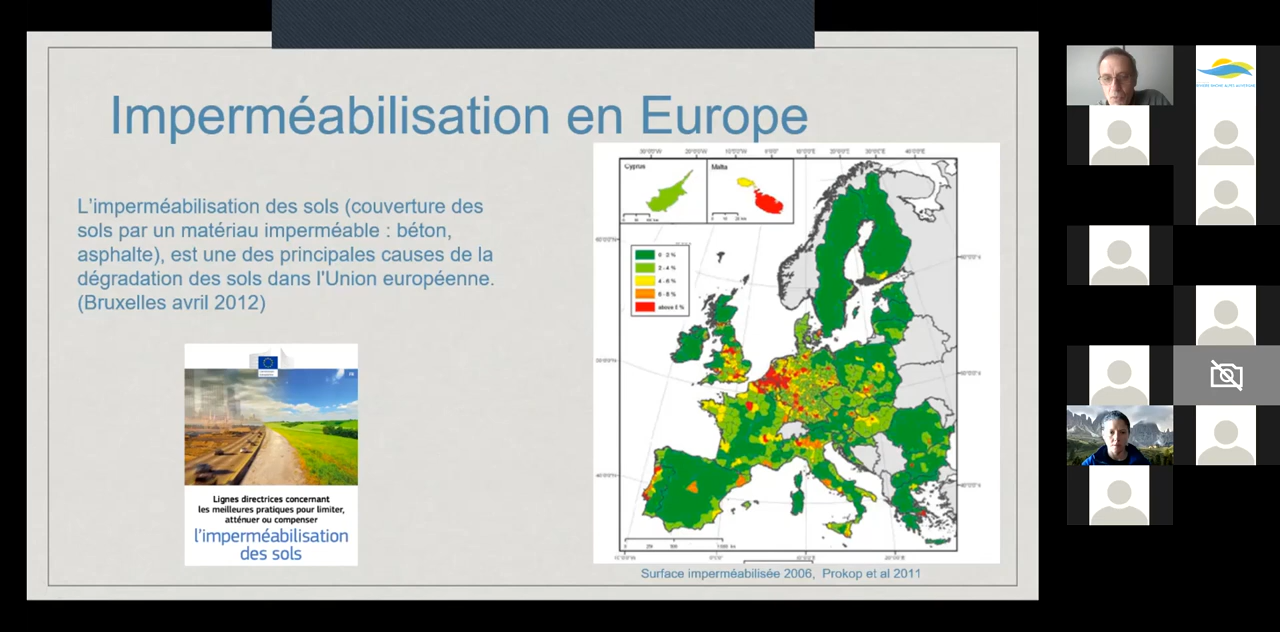 Imperméabilisation en Europe
L'imperméabilisation des sols (couverture des
sols par un matériau imperméable : béton,
asphalte), est une des principales causes de la
dégradation des sols dans l'Union européenne.
(Bruxelles avril 2012)
Lignes directrices concernant
les meilleures pratiques pour limiter,
atténuer ou compenser
l'imperméabilisation
des sols
Cyprus
Malta
0 - 2 %
2 - 4 %
4 - 6 %
6 - 8 %
Surface imperméabilisée 2006, Prokop et al 2011